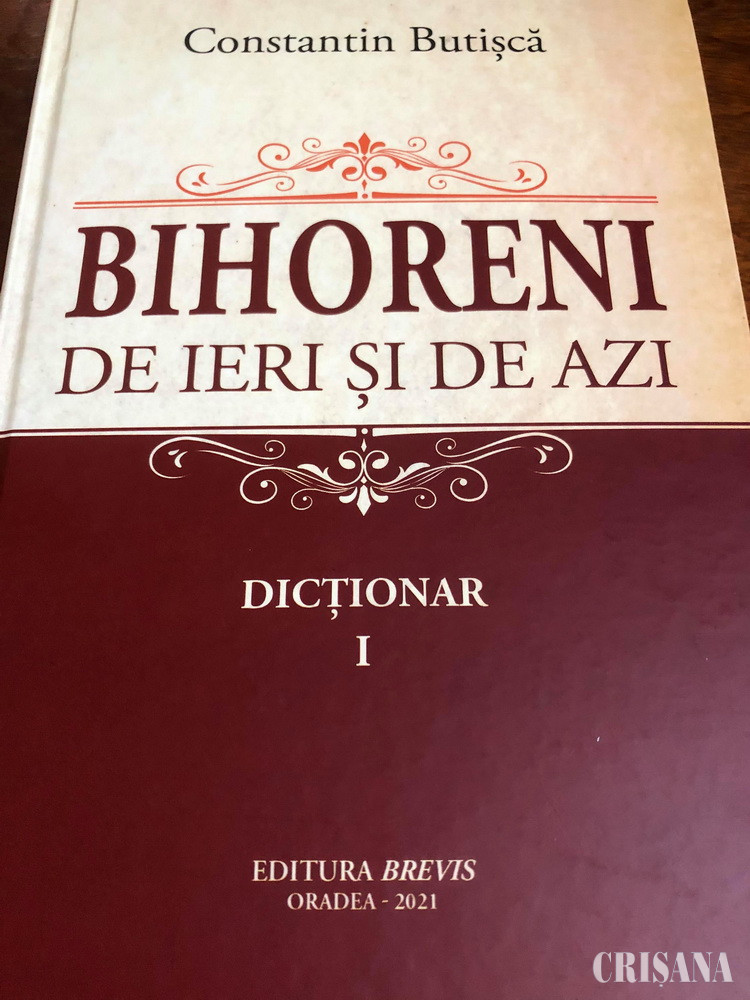 Constantin Butișcă
BIHORENI
DE IERI ȘI DE AZI
DICȚIONAR
I
EDITURA BREVIS
ORADEA - 2021
CRIȘANA